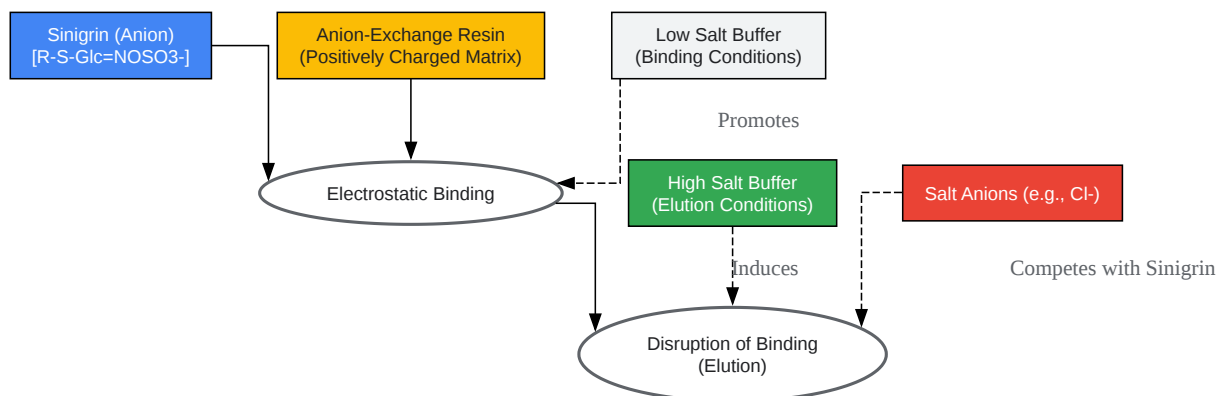 Sinigrin (Anion)
[R-S-Glc=NOSO3-]
Anion-Exchange Resin
(Positively Charged Matrix)
Low Salt Buffer
(Binding Conditions)
Promotes
Electrostatic Binding
High Salt Buffer
(Elution Conditions)
Salt Anions (e.g., Cl-)
Induces
Competes with Sinigrin
Disruption of Binding
(Elution)